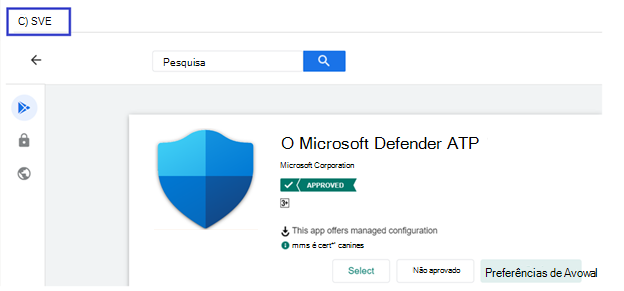 C) SVE
Pesquisa
O Microsoft Defender ATP
Microsoft Corporation
APPROVED
3+
This app offers managed configuration
mms é cert" canines
Select
Não aprovado
Preferências de Avowal